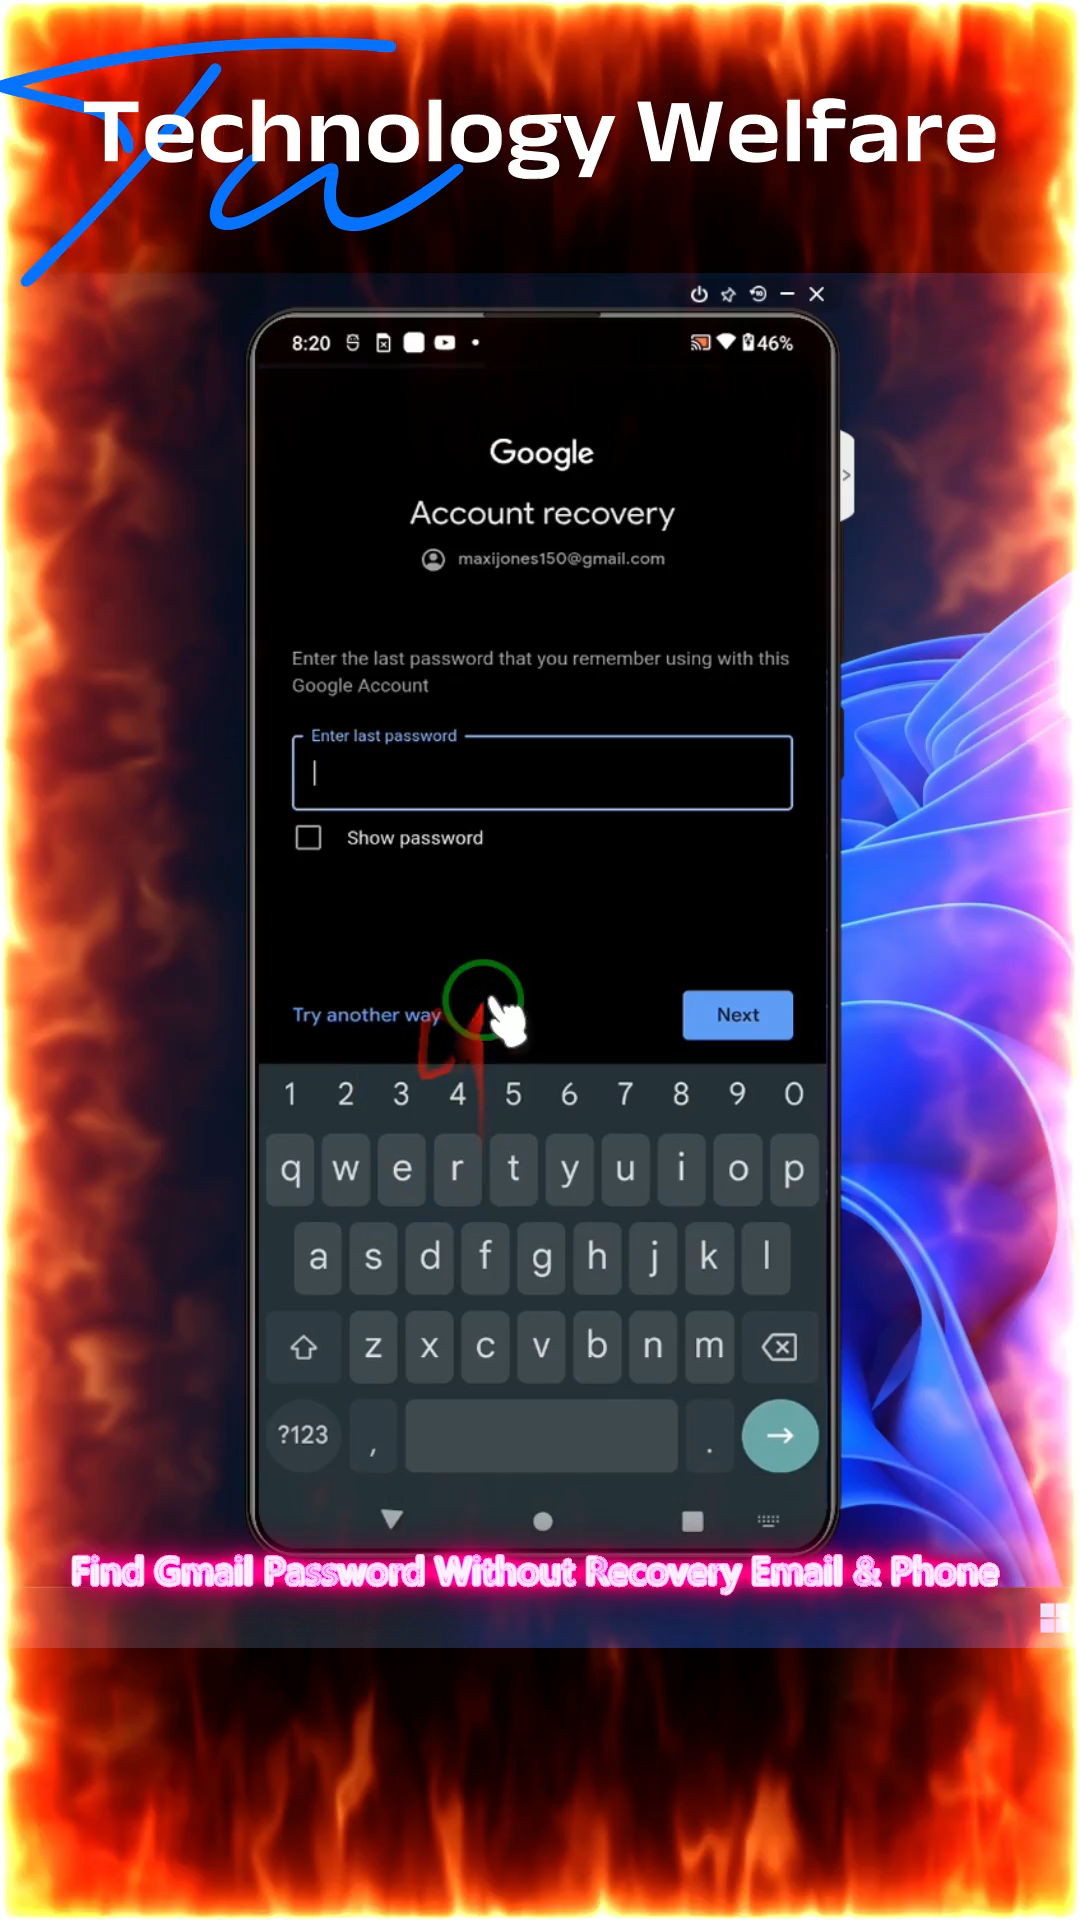 Technology Welfare
Tw
8:20
46%
Google
Account recovery
maxijones150@gmail.com
Enter the last password that you remember using with this
Google Account
Enter last password
Show password
Try another way
Next
4
1 2 3 4 5 6 7 8 9 0
q w e r t y u i o p
a s d f g h j k l
z x c v b n m
?123 , .
Find Gmail Password Without Recovery Email & Phone